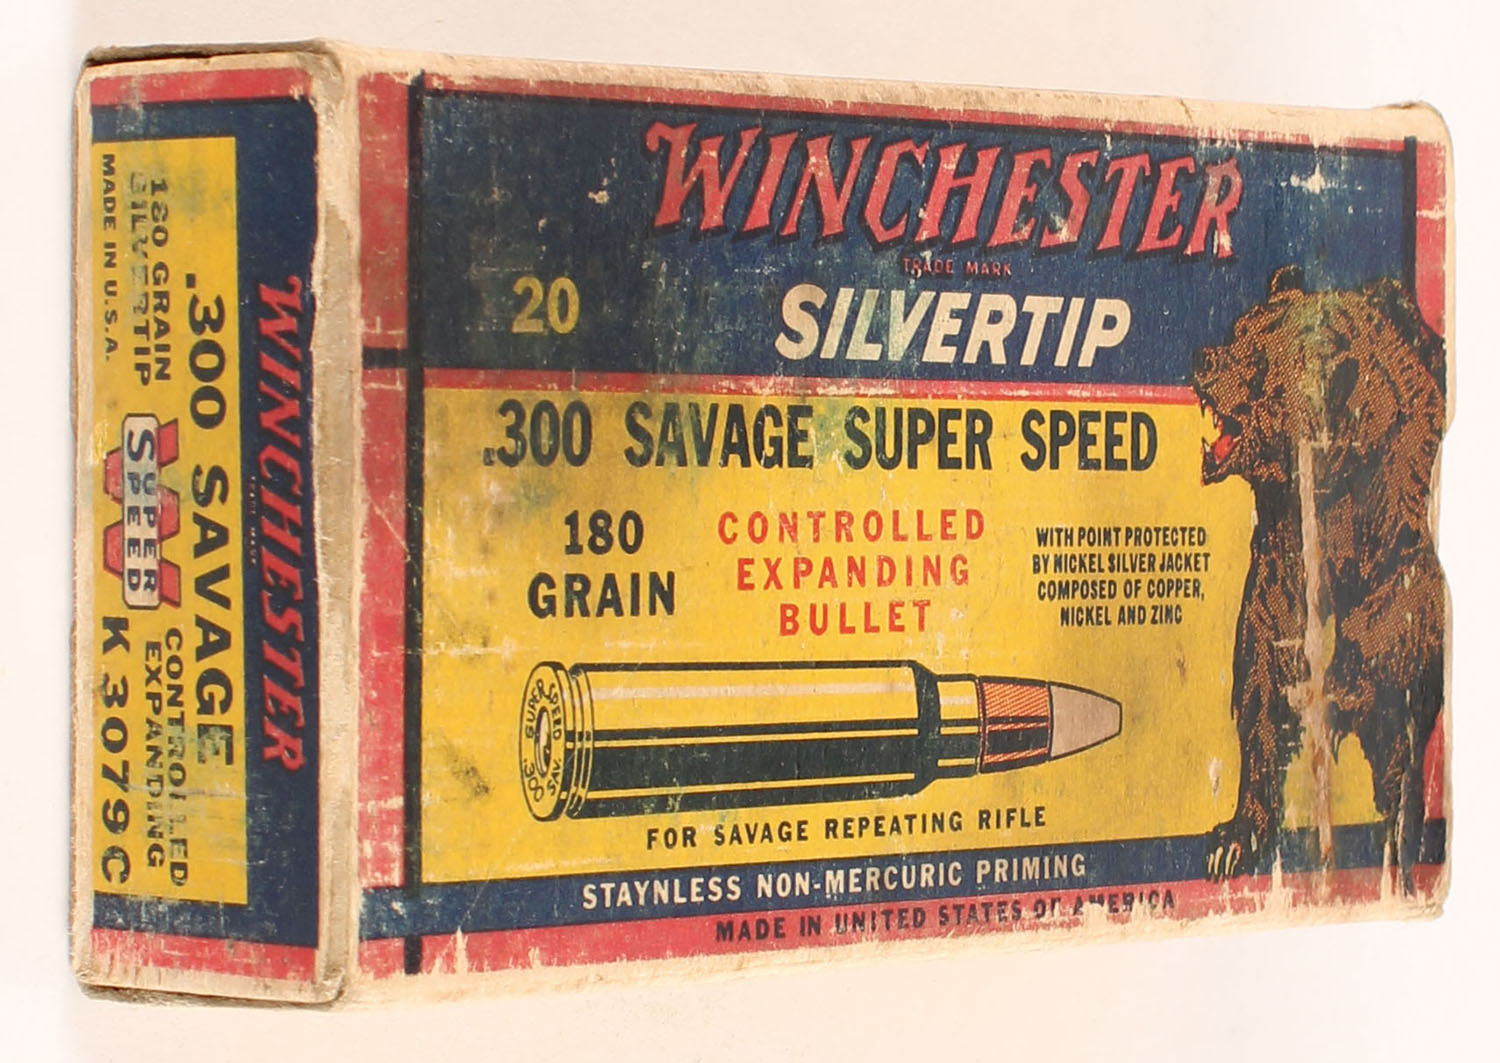 WINCHESTER
TRADE MARK
SILVERTIP
20
.300 SAVAGE SUPER SPEED
180
GRAIN
CONTROLLED
EXPANDING
BULLET
WITH POINT PROTECTED
BY NICKEL SILVER JACKET
COMPOSED OF COPPER,
NICKEL AND ZINC
SUPER SPEED
.300 SAV.
FOR SAVAGE REPEATING RIFLE
STAYNLESS NON-MERCURIC PRIMING
MADE IN UNITED STATES OF AMERICA
WINCHESTER
TRADE MARK
.300 SAVAGE
180 GRAIN
SILVERTIP
MADE IN U.S.A.
W
SUPER
SPEED
CONTROLLED
EXPANDING
K 3079 C